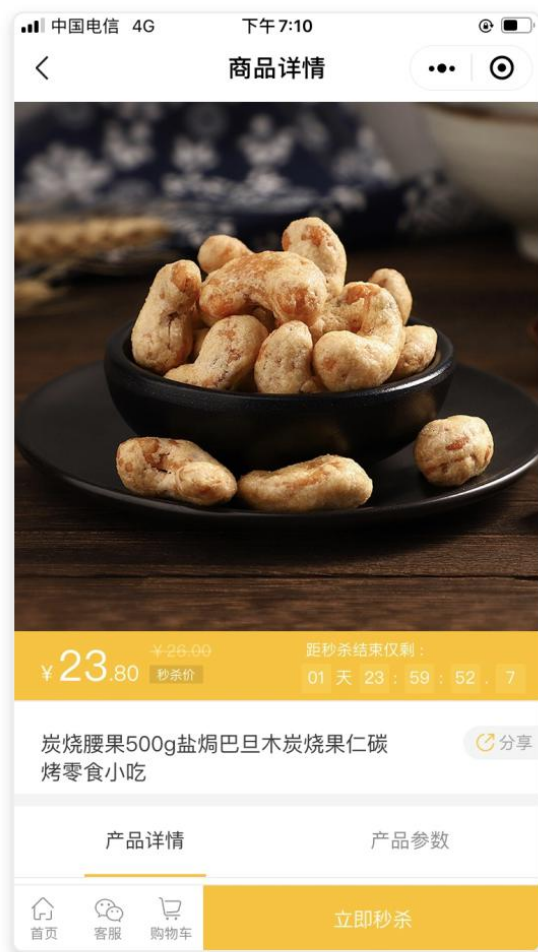 中国电信 4G 下午7:10
商品详情
¥23.80 ¥26.00 秒杀价
距秒杀结束仅剩：
01 天 23 : 59 : 52 . 7
炭烧腰果500g盐焗巴旦木炭烧果仁碳
烤零食小吃
分享
产品详情 产品参数
首页 客服 购物车 立即秒杀